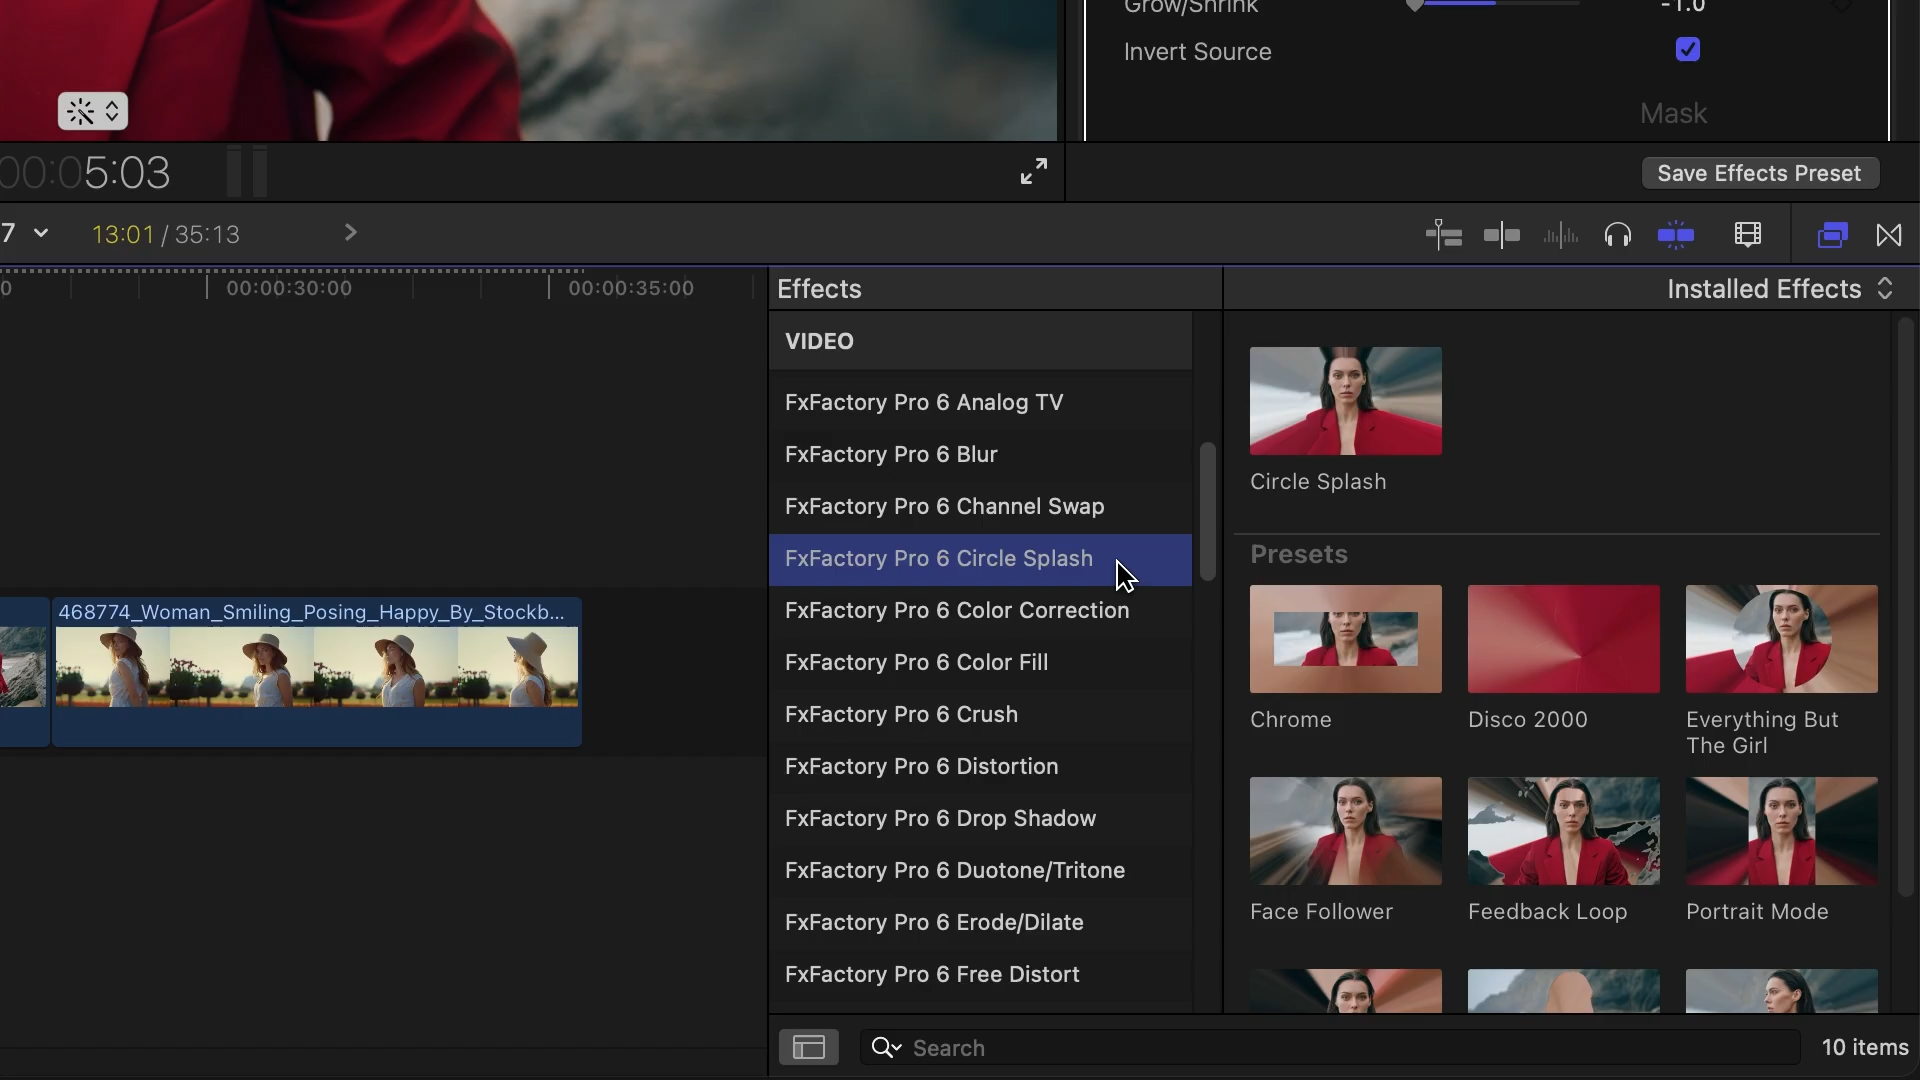 Grow/Shrink
-1.0
Invert Source
Mask
00:05:03
Save Effects Preset
7
13:01 / 35:13
0
00:00:30:00
00:00:35:00
Effects
Installed Effects
VIDEO
FxFactory Pro 6 Analog TV
FxFactory Pro 6 Blur
FxFactory Pro 6 Channel Swap
FxFactory Pro 6 Circle Splash
FxFactory Pro 6 Color Correction
FxFactory Pro 6 Color Fill
FxFactory Pro 6 Crush
FxFactory Pro 6 Distortion
FxFactory Pro 6 Drop Shadow
FxFactory Pro 6 Duotone/Tritone
FxFactory Pro 6 Erode/Dilate
FxFactory Pro 6 Free Distort
Circle Splash
Presets
Chrome
Disco 2000
Everything But
The Girl
Face Follower
Feedback Loop
Portrait Mode
468774_Woman_Smiling_Posing_Happy_By_Stockb...
Search
10 items